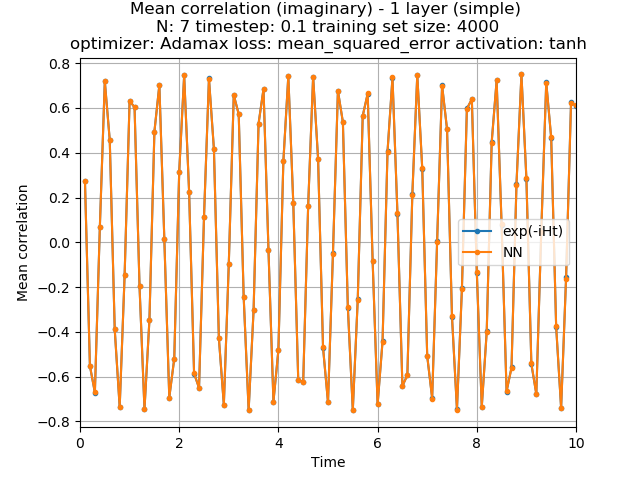 Mean correlation (imaginary) - 1 layer (simple)
N: 7 timestep: 0.1 training set size: 4000
optimizer: Adamax loss: mean_squared_error activation: tanh
Mean correlation
0.8
0.6
0.4
0.2
0.0
−0.2
−0.4
−0.6
−0.8
exp(-iHt)
NN
0 2 4 6 8 10
Time